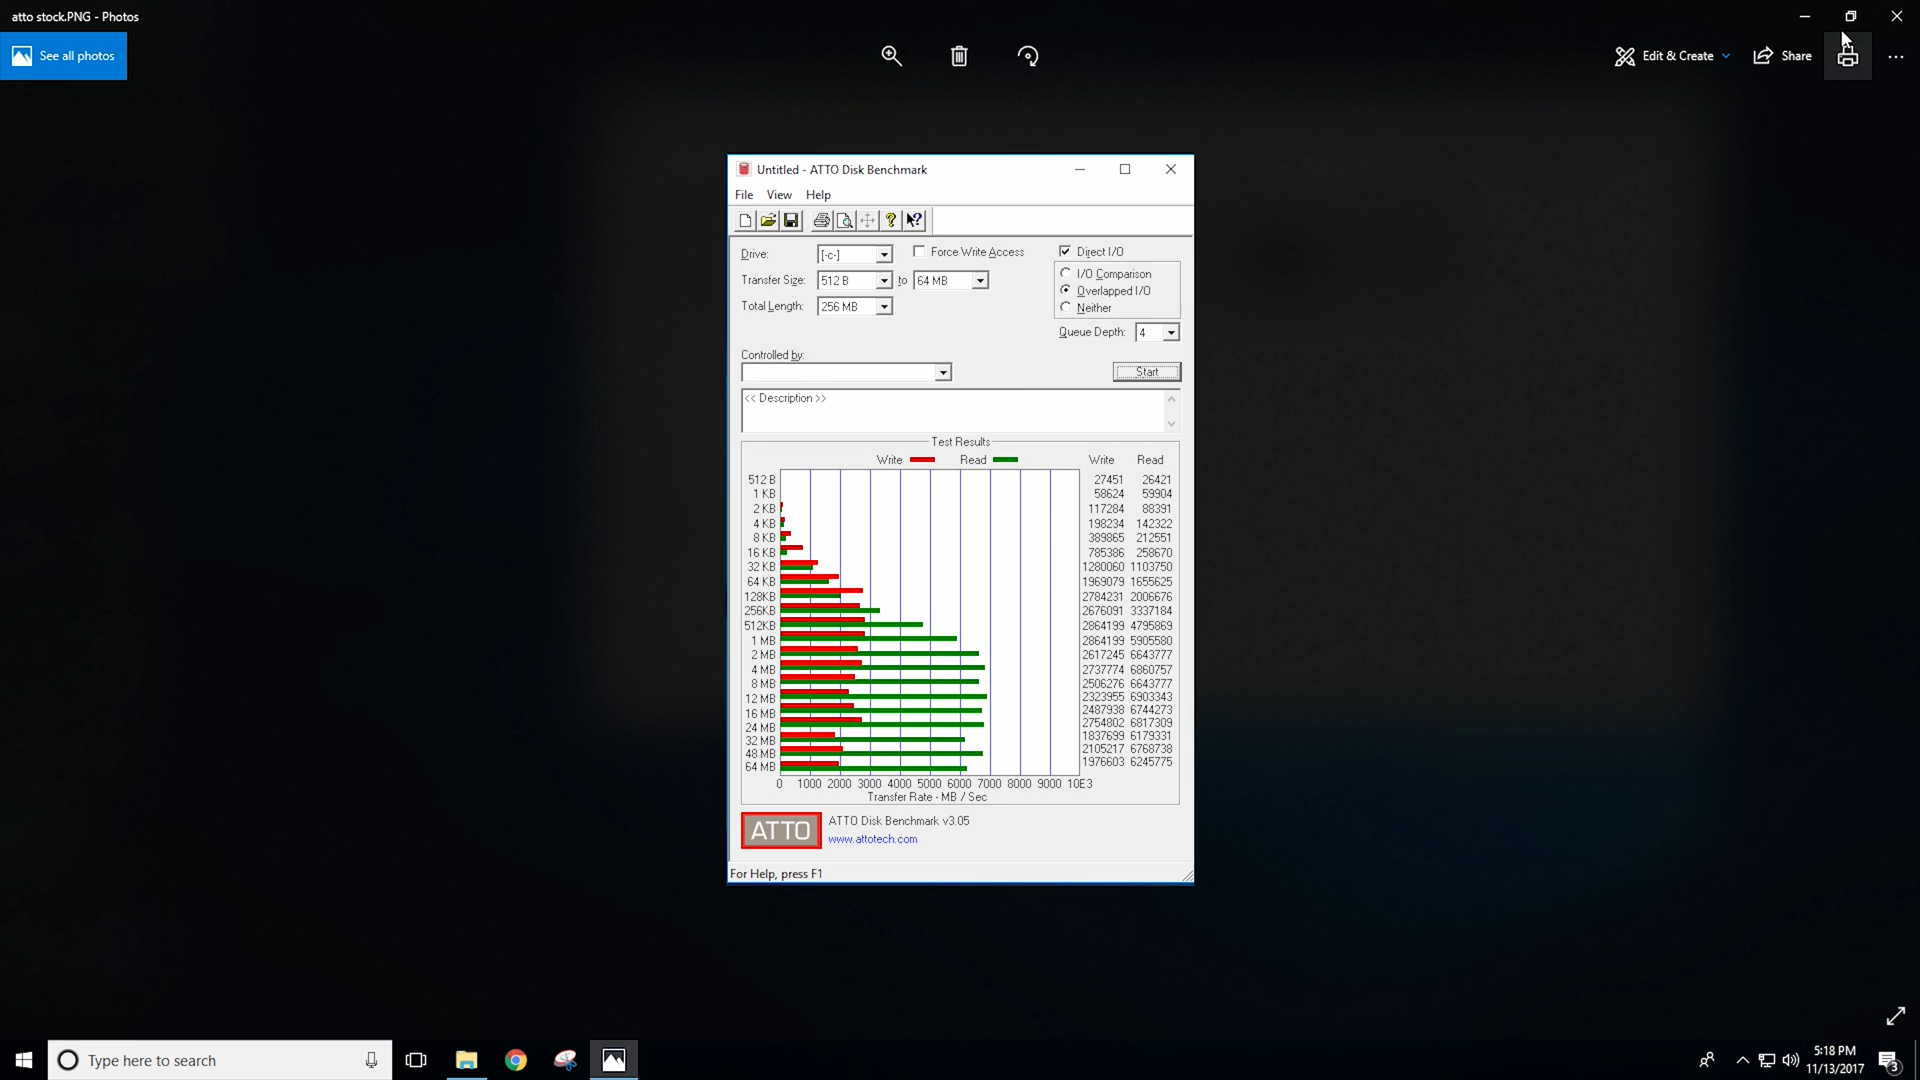 atto stock.PNG - Photos
See all photos
Edit & Create
Share
Untitled - ATTO Disk Benchmark
File View Help
Drive: [-c-] Force Write Access Direct I/O
I/O Comparison
Transfer Size: 512 B to 64 MB
Overlapped I/O
Total Length: 256 MB
Neither
Queue Depth: 4
Controlled by:
Start
<< Description >>
Test Results
Write Read Write Read
512 B 27451 26421
1 KB 58624 59904
2 KB 117284 88391
4 KB 198234 142322
8 KB 389865 212551
16 KB 785386 258670
32 KB 1280060 1103750
64 KB 1969079 1655625
128KB 2784231 2006676
256KB 2676091 3337184
512KB 2864199 4795869
1 MB 2864199 5905580
2 MB 2617245 6643777
4 MB 2737774 6860757
8 MB 2506276 6643777
12 MB 2323955 6903343
16 MB 2487938 6744273
24 MB 2754802 6817309
32 MB 1837699 6179331
48 MB 2105217 6768738
64 MB 1976603 6245775
0 1000 2000 3000 4000 5000 6000 7000 8000 9000 10E3
Transfer Rate - MB / Sec
ATTO
ATTO Disk Benchmark v3.05
www.attotech.com
For Help, press F1
Type here to search
5:18 PM
11/13/2017
3